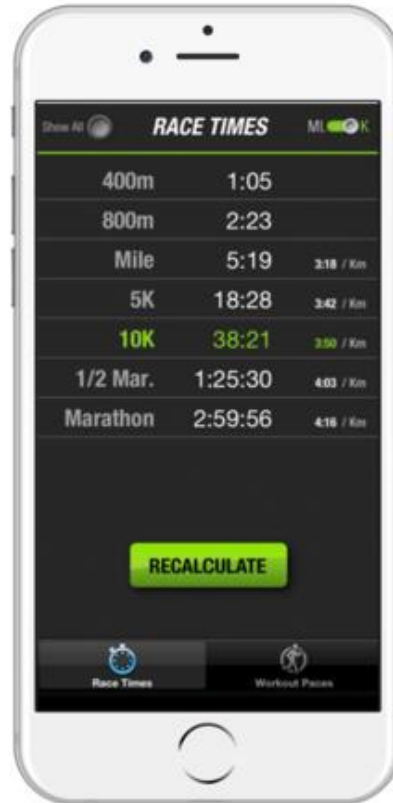 Show All RACE TIMES MI. K
400m 1:05
800m 2:23
Mile 5:19 3:18 / Km
5K 18:28 3:42 / Km
10K 38:21 3:50 / Km
1/2 Mar. 1:25:30 4:03 / Km
Marathon 2:59:56 4:16 / Km
RECALCULATE
Race Times Workout Paces